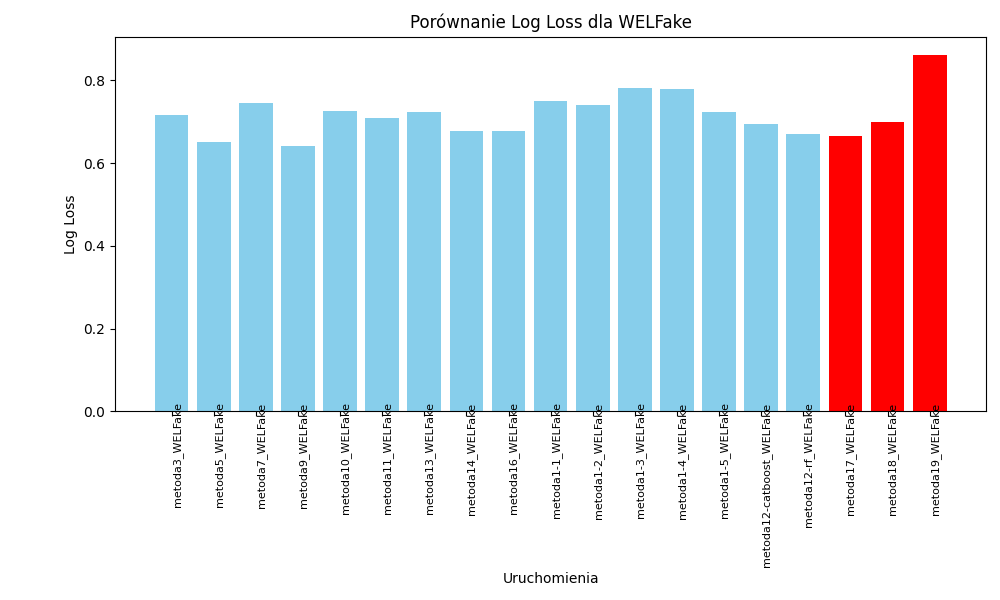 Porównanie Log Loss dla WELFake
Log Loss
0.8
0.6
0.4
0.2
0.0
metoda3_WELFake
metoda5_WELFake
metoda7_WELFake
metoda9_WELFake
metoda10_WELFake
metoda11_WELFake
metoda13_WELFake
metoda14_WELFake
metoda16_WELFake
metoda1-1_WELFake
metoda1-2_WELFake
metoda1-3_WELFake
metoda1-4_WELFake
metoda1-5_WELFake
metoda12-catboost_WELFake
metoda12-rf_WELFake
metoda17_WELFake
metoda18_WELFake
metoda19_WELFake
Uruchomienia